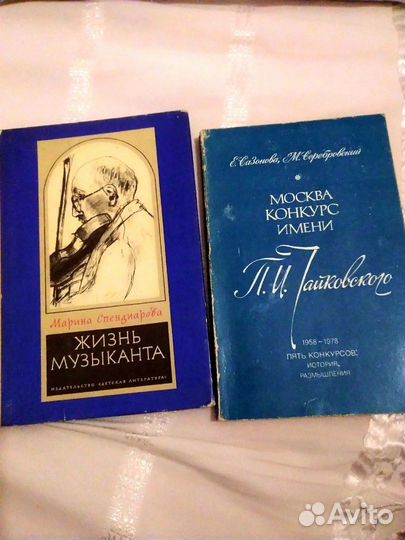 Марина Спендиарова
ЖИЗНЬ
МУЗЫКАНТА
ИЗДАТЕЛЬСТВО «ДЕТСКАЯ ЛИТЕРАТУРА»
Е. Сазонова, М. Серебровский
МОСКВА
КОНКУРС
ИМЕНИ
П. И. Чайковского
1958-1978
ПЯТЬ КОНКУРСОВ:
ИСТОРИЯ,
РАЗМЫШЛЕНИЯ
Avito